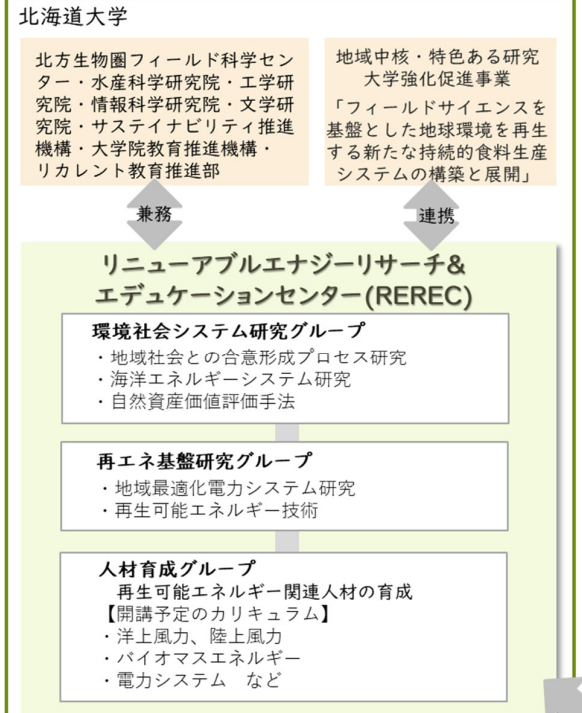 北海道大学
北方生物圏フィールド科学セン
ター・水産科学研究院・工学研
究院・情報科学研究院・文学研
究院・サステイナビリティ推進
機構・大学院教育推進機構・
リカレント教育推進部
地域中核・特色ある研究
大学強化促進事業
「フィールドサイエンスを
基盤とした地球環境を再生
する新たな持続的食料生産
システムの構築と展開」
兼務
連携
リニューアブルエナジーリサーチ&
エデュケーションセンター(REREC)
環境社会システム研究グループ
・地域社会との合意形成プロセス研究
・海洋エネルギーシステム研究
・自然資産価値評価手法
再エネ基盤研究グループ
・地域最適化電力システム研究
・再生可能エネルギー技術
人材育成グループ
再生可能エネルギー関連人材の育成
【開講予定のカリキュラム】
・洋上風力、陸上風力
・バイオマスエネルギー
・電力システム　など